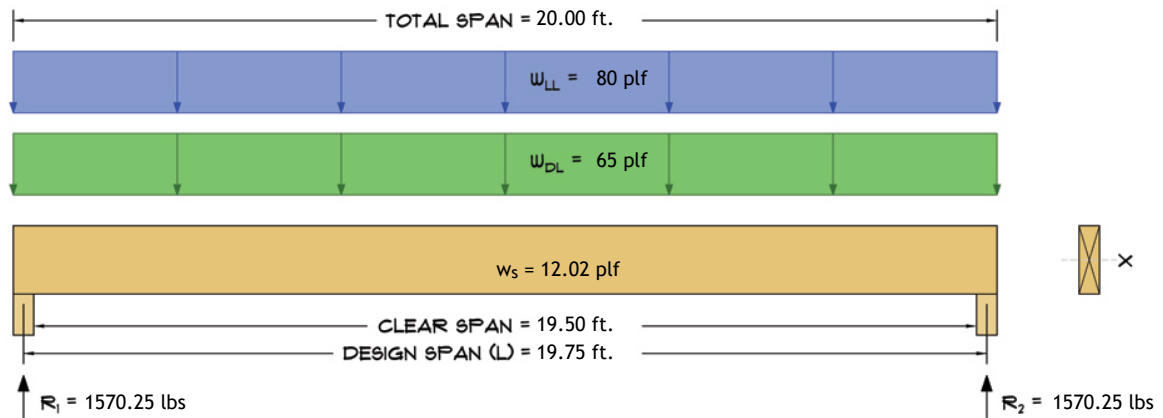 TOTAL SPAN = 20.00 ft.
WLL = 80 plf
WDL = 65 plf
ws = 12.02 plf
X
CLEAR SPAN = 19.50 ft.
DESIGN SPAN (L) = 19.75 ft.
R1 = 1570.25 lbs
R2 = 1570.25 lbs